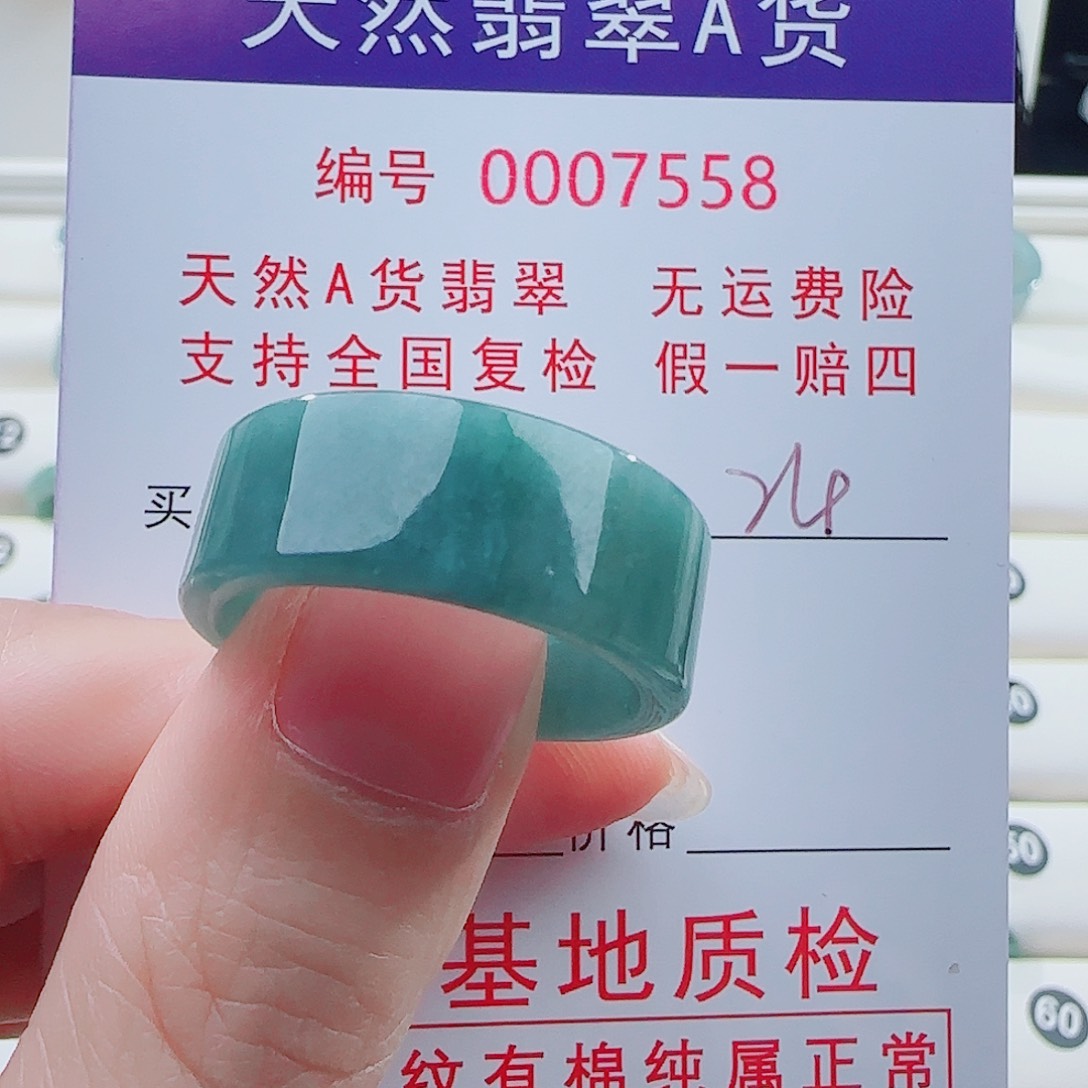 天然翡翠A货
编号 0007558
天然A货翡翠 无运费险
支持全国复检 假一赔四
买
价格
基地质检
纹有棉纯属正常
60